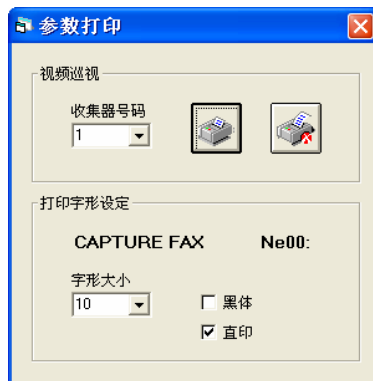 参数打印
视频巡视
收集器号码
1
打印字形设定
CAPTURE FAX Ne00:
字形大小
10
黑体
直印